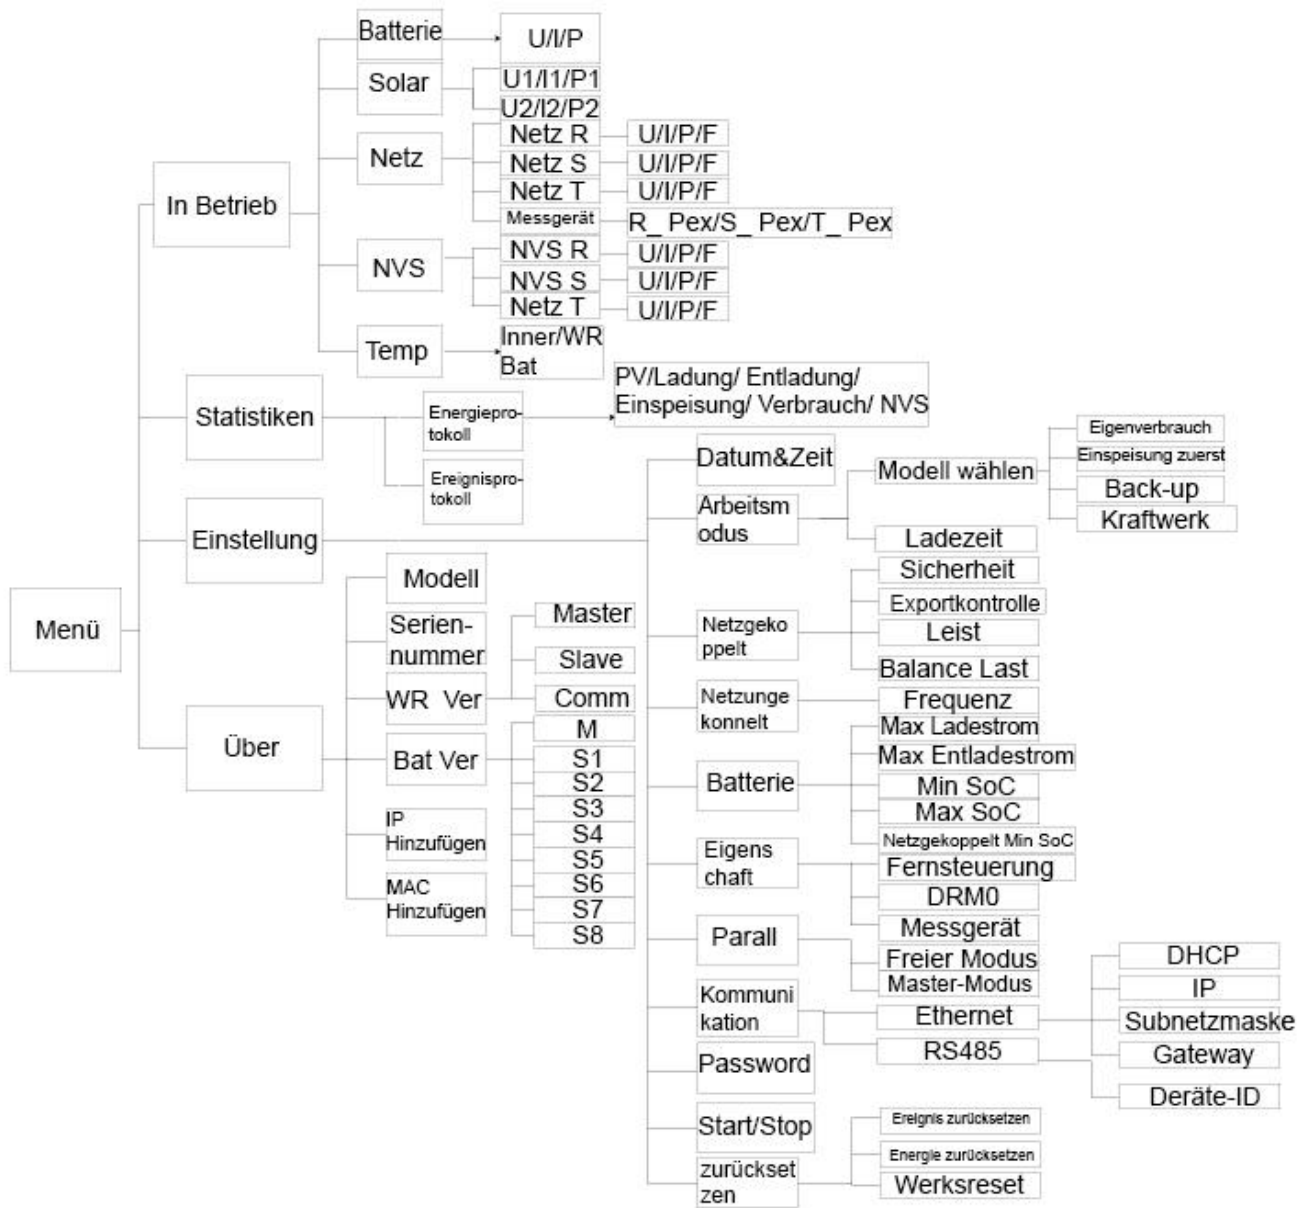 Menü
In Betrieb
Batterie
U/I/P
Solar
U1/I1/P1
U2/I2/P2
Netz
Netz R
U/I/P/F
Netz S
U/I/P/F
Netz T
U/I/P/F
Messgerät
R_ Pex/S_ Pex/T_ Pex
NVS
NVS R
U/I/P/F
NVS S
U/I/P/F
Netz T
U/I/P/F
Temp
Inner/WR
Bat
Statistiken
Energiepro-
tokoll
PV/Ladung/ Entladung/
Einspeisung/ Verbrauch/ NVS
Ereignispro-
tokoll
Einstellung
Datum&Zeit
Arbeitsm
odus
Modell wählen
Eigenverbrauch
Einspeisung zuerst
Back-up
Kraftwerk
Ladezeit
Netzgeko
ppelt
Sicherheit
Exportkontrolle
Leist
Balance Last
Netzunge
konnelt
Frequenz
Batterie
Max Ladestrom
Max Entladestrom
Min SoC
Max SoC
Netzgekoppelt Min SoC
Eigens
chaft
Fernsteuerung
DRM0
Messgerät
Parall
Freier Modus
Master-Modus
Kommuni
kation
Ethernet
DHCP
IP
Subnetzmaske
Gateway
RS485
Deräte-ID
Password
Start/Stop
zurückset
zen
Ereignis zurücksetzen
Energie zurücksetzen
Werksreset
Über
Modell
Serien-
nummer
WR Ver
Master
Slave
Comm
Bat Ver
M
S1
S2
S3
S4
S5
S6
S7
S8
IP
Hinzufügen
MAC
Hinzufügen